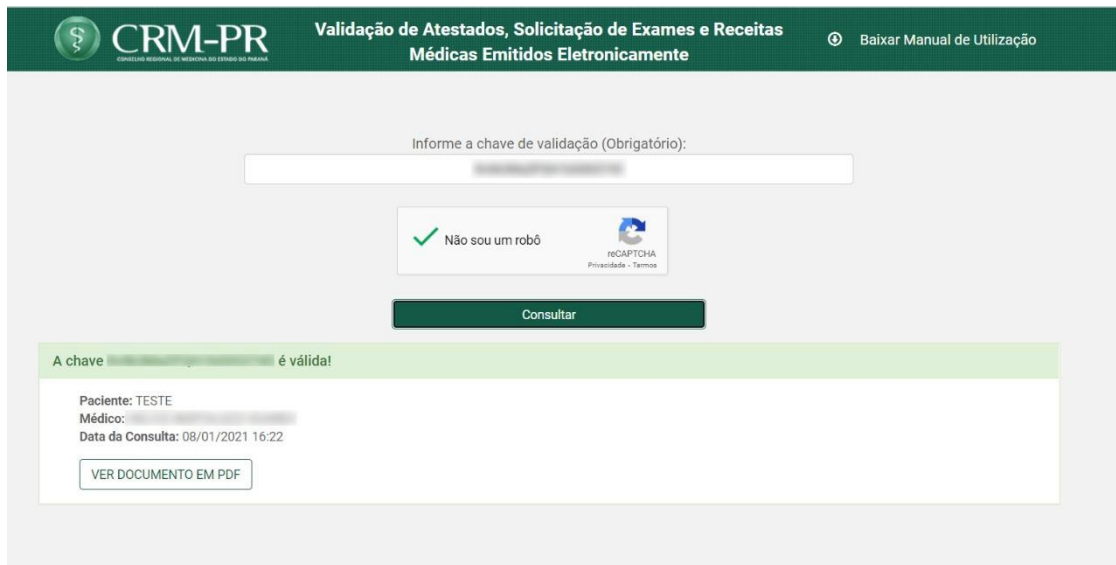 CRM-PR
CONSELHO REGIONAL DE MEDICINA DO ESTADO DO PARANÁ
Validação de Atestados, Solicitação de Exames e Receitas
Médicas Emitidos Eletronicamente
Baixar Manual de Utilização
Informe a chave de validação (Obrigatório):
Não sou um robô
reCAPTCHA
Privacidade - Termos
Consultar
A chave é válida!
Paciente: TESTE
Médico:
Data da Consulta: 08/01/2021 16:22
VER DOCUMENTO EM PDF